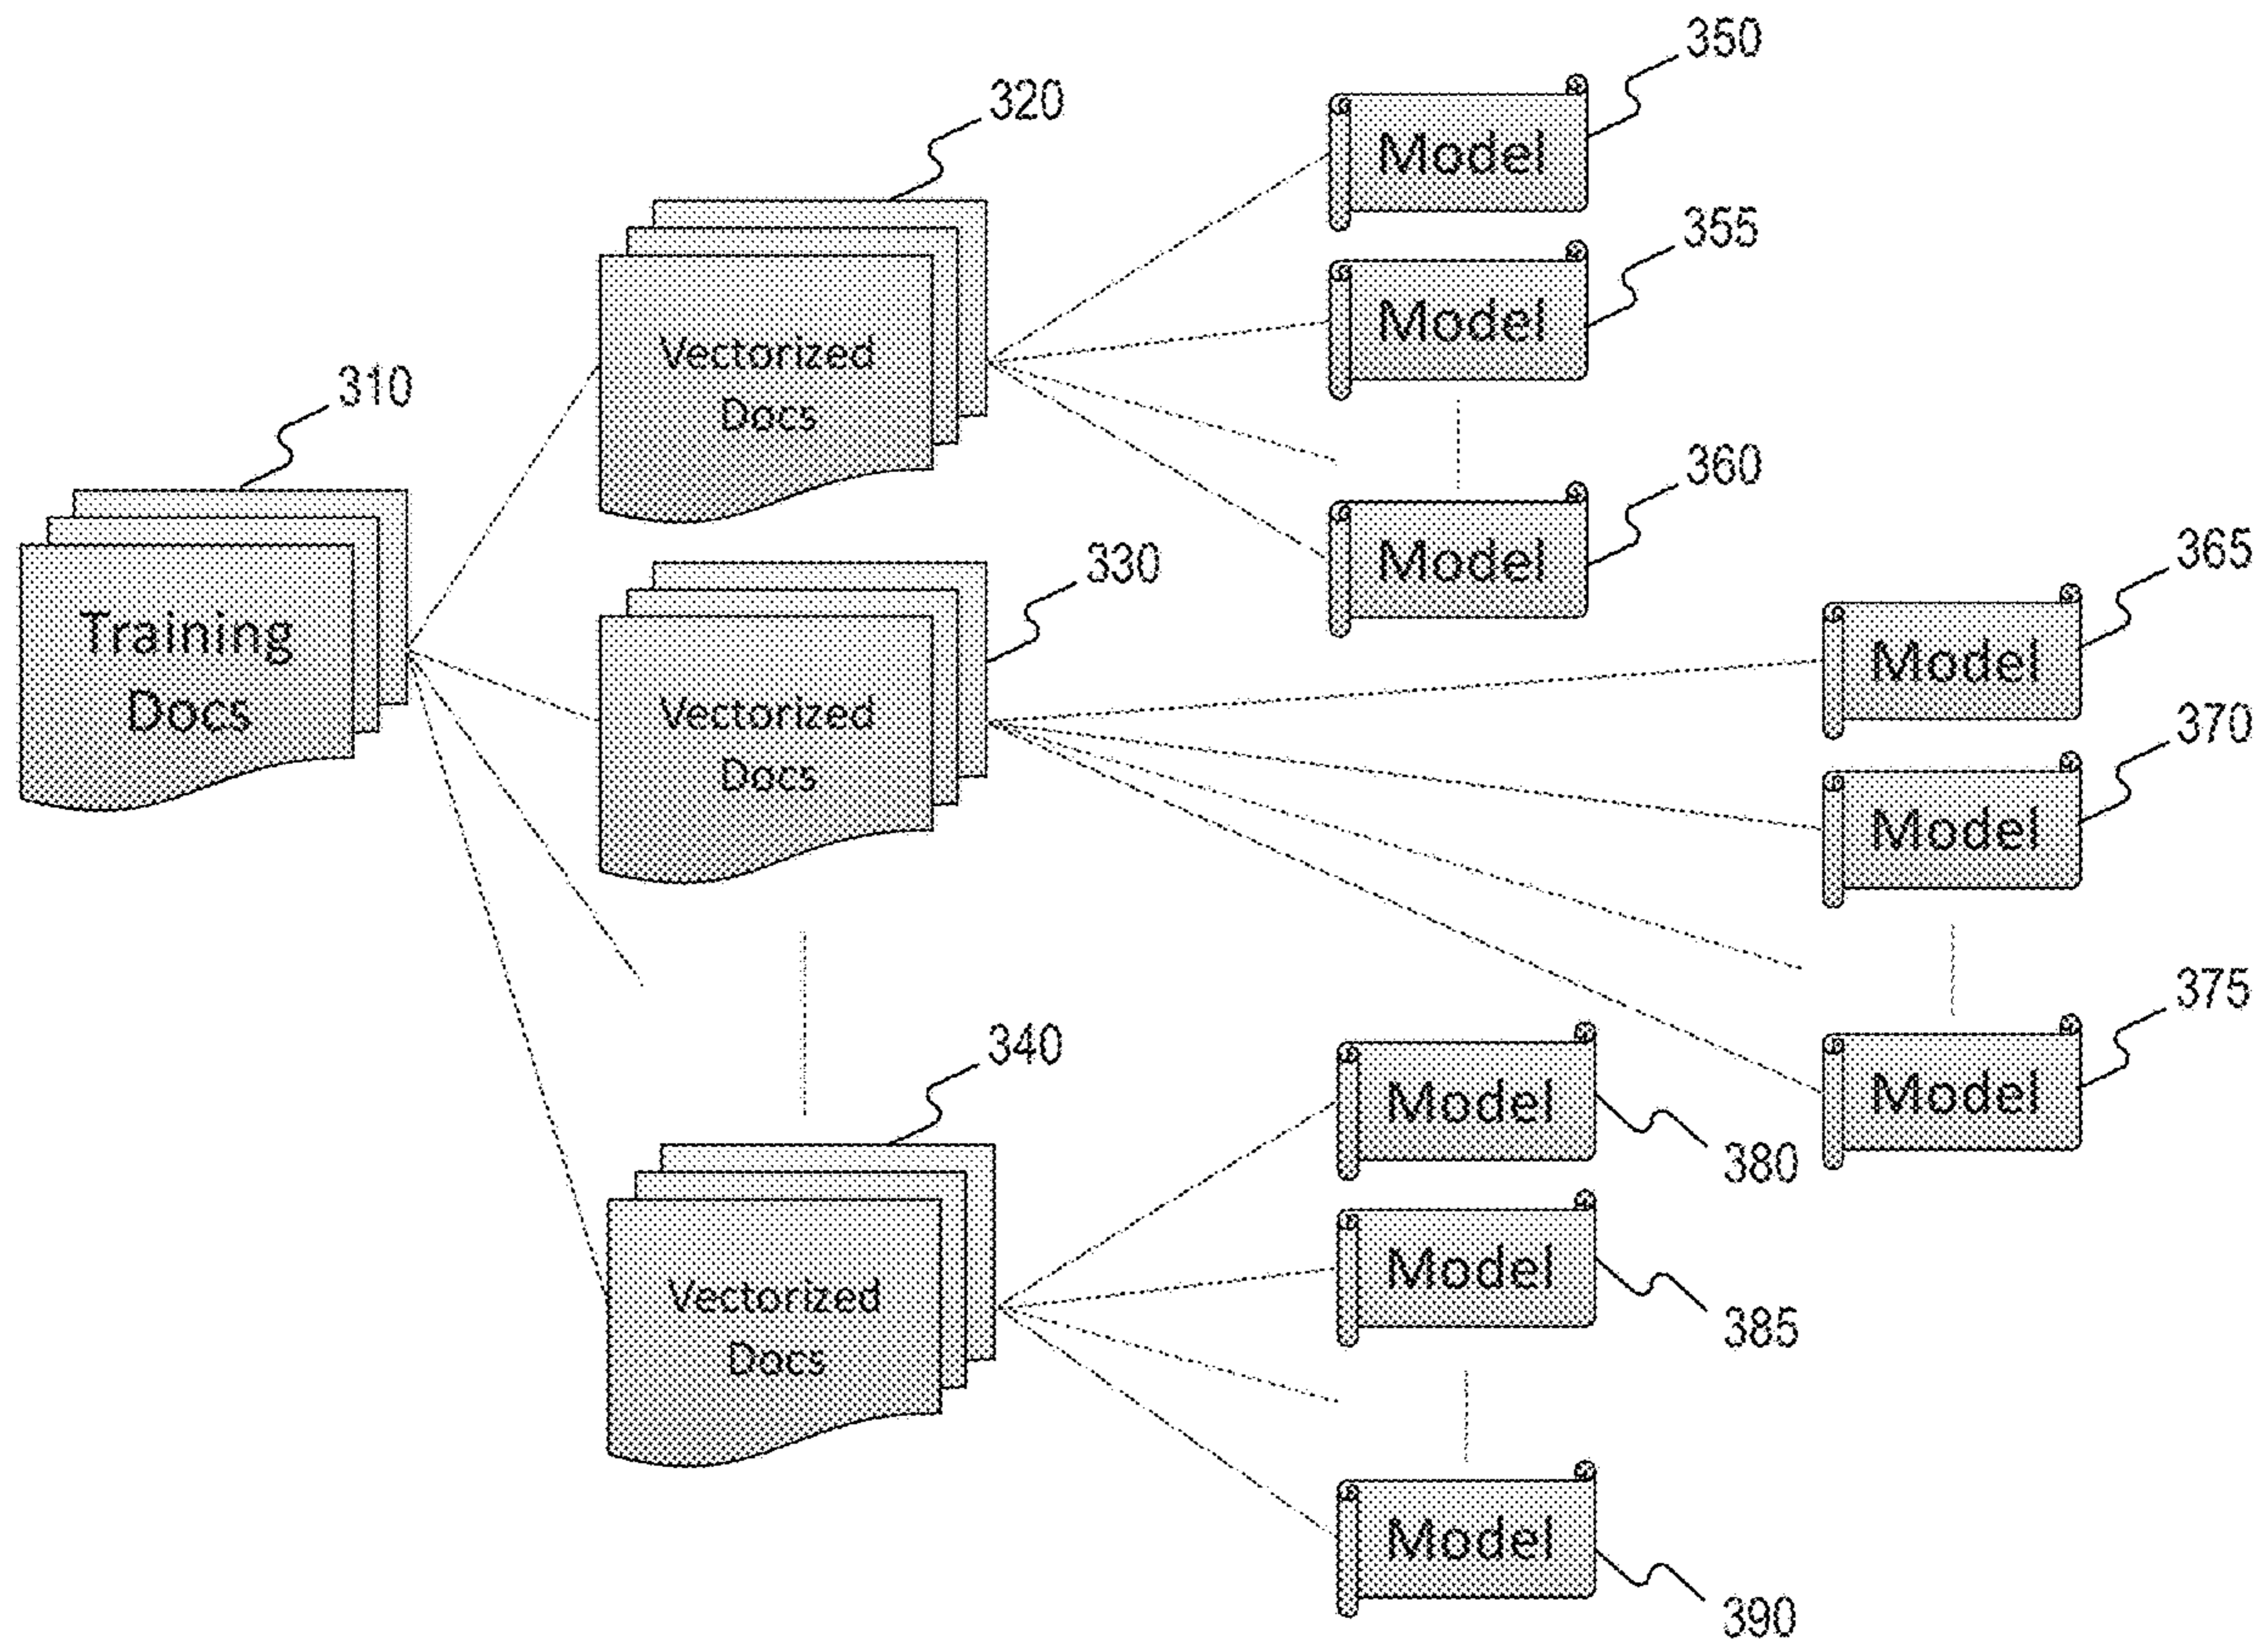 350
Model
320
355
Model
Vectorized
Docs
310
360
Model
Training
Docs
330
365
Model
Vectorized
Docs
370
Model
375
Model
340
380
Model
385
Model
Vectorized
Docs
390
Model